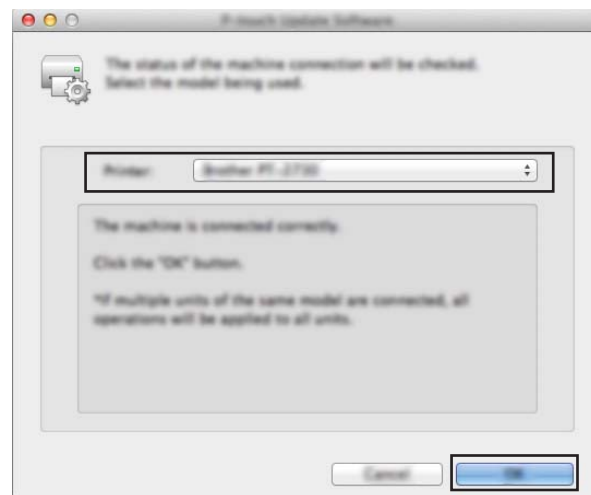 P-touch Update Software
The status of the machine connection will be checked.
Select the model being used.
Printer:
Brother PT-2730
The machine is connected correctly.
Click the "OK" button.
*If multiple units of the same model are connected, all
operations will be applied to all units.
Cancel
OK